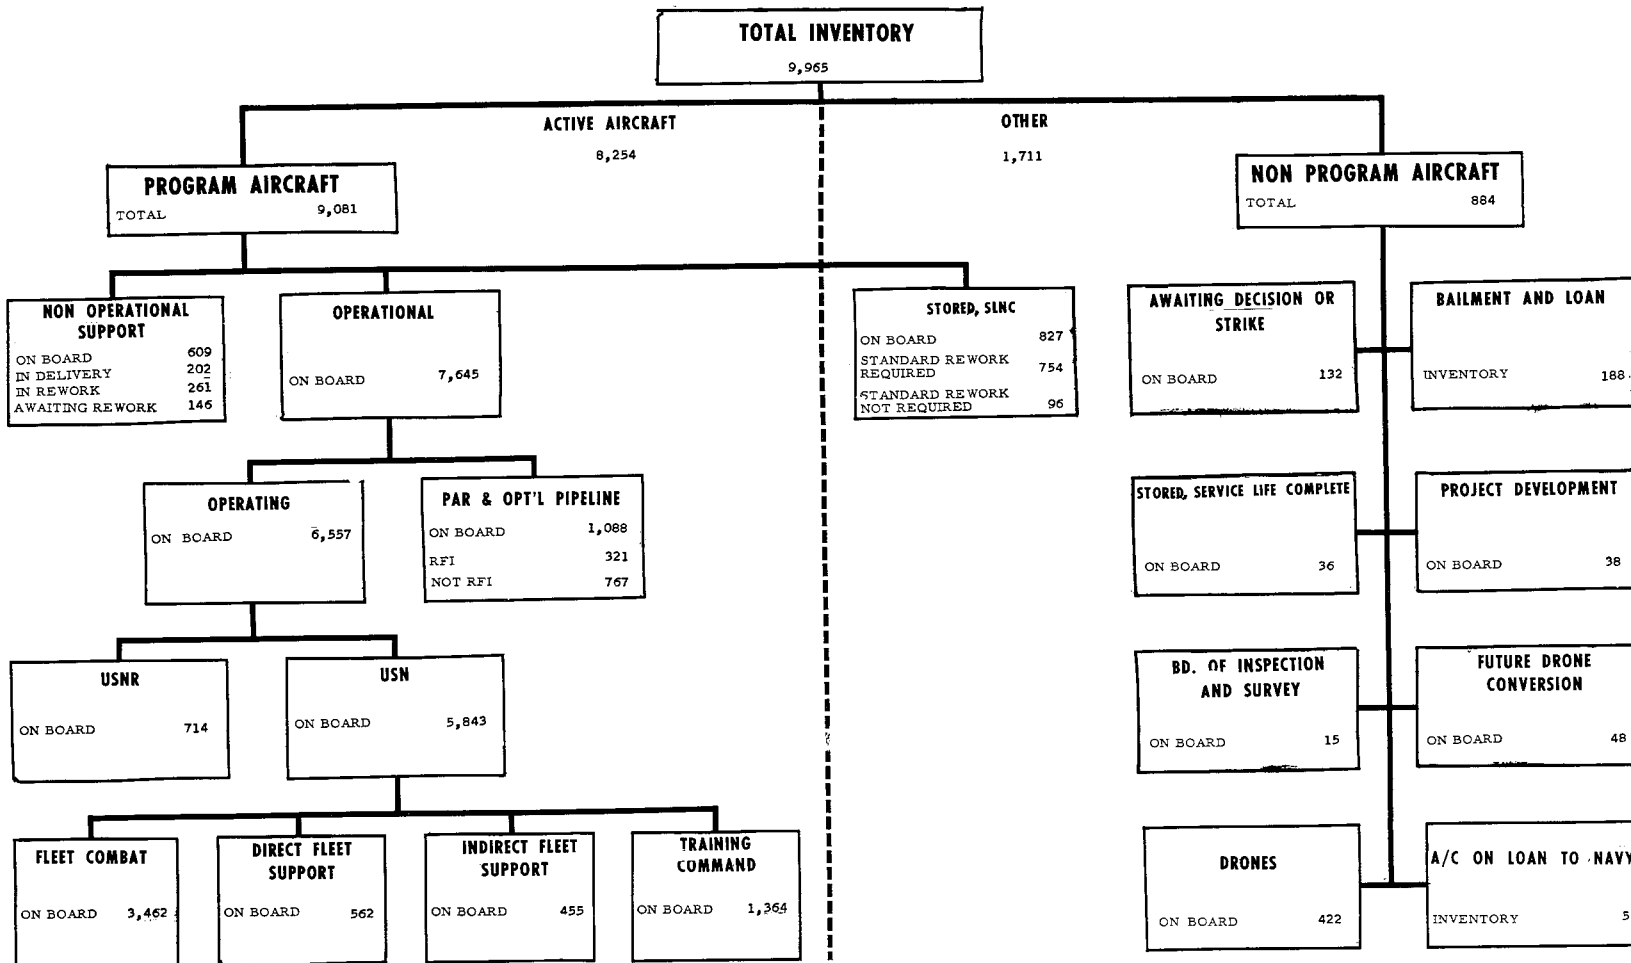 TOTAL INVENTORY
9,965
ACTIVE AIRCRAFT
8,254
OTHER
1,711
PROGRAM AIRCRAFT
TOTAL 9,081
NON PROGRAM AIRCRAFT
TOTAL 884
NON OPERATIONAL
SUPPORT
ON BOARD 609
IN DELIVERY 202
IN REWORK 261
AWAITING REWORK 146
OPERATIONAL
ON BOARD 7,645
STORED, SLNC
ON BOARD 827
STANDARD REWORK
REQUIRED 754
STANDARD REWORK
NOT REQUIRED 96
AWAITING DECISION OR
STRIKE
ON BOARD 132
BAILMENT AND LOAN
INVENTORY 188
OPERATING
ON BOARD 6,557
PAR & OPT'L PIPELINE
ON BOARD 1,088
RFI 321
NOT RFI 767
STORED, SERVICE LIFE COMPLETE
ON BOARD 36
PROJECT DEVELOPMENT
ON BOARD 38
USNR
ON BOARD 714
USN
ON BOARD 5,843
BD. OF INSPECTION
AND SURVEY
ON BOARD 15
FUTURE DRONE
CONVERSION
ON BOARD 48
FLEET COMBAT
ON BOARD 3,462
DIRECT FLEET
SUPPORT
ON BOARD 562
INDIRECT FLEET
SUPPORT
ON BOARD 455
TRAINING
COMMAND
ON BOARD 1,364
DRONES
ON BOARD 422
A/C ON LOAN TO NAVY
INVENTORY 5